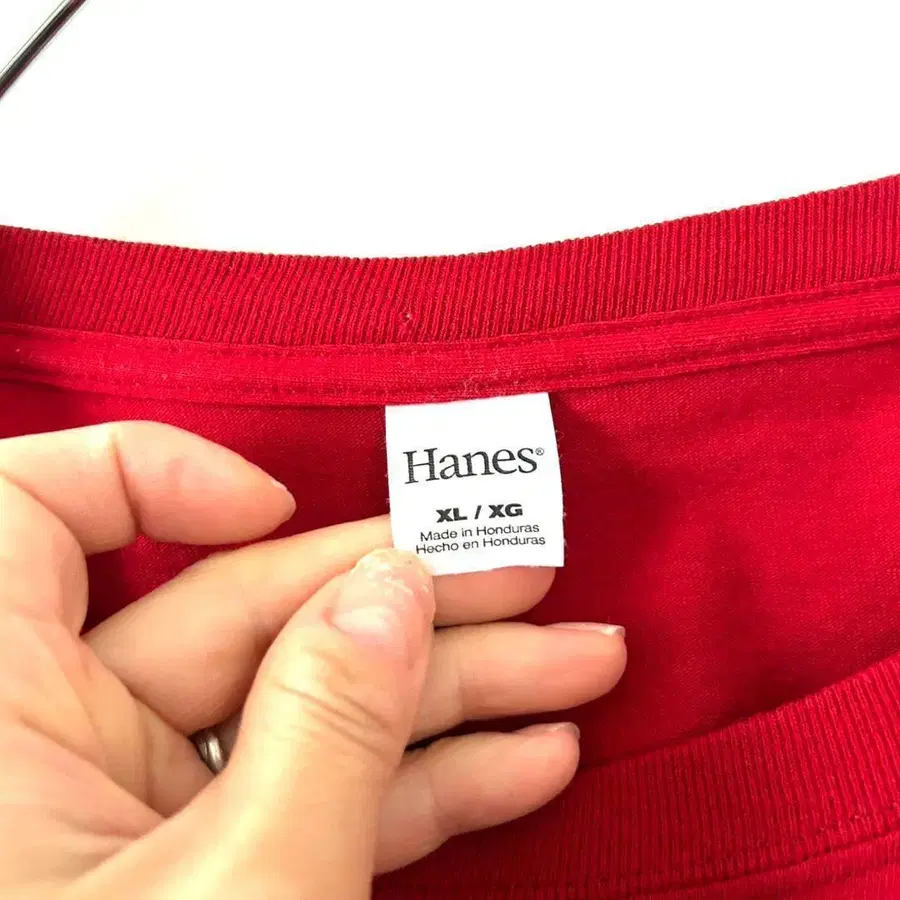 Hanes®
XL / XG
Made in Honduras
Hecho en Honduras